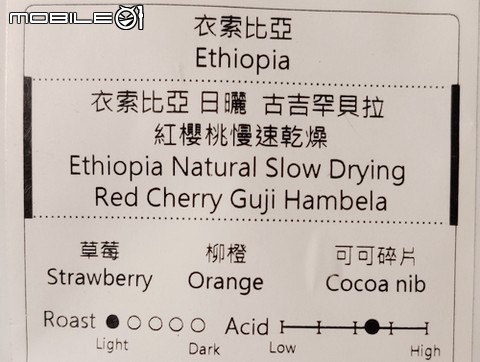 MOBILE01
衣索比亞
Ethiopia
衣索比亞 日曬 古吉罕貝拉
紅櫻桃慢速乾燥
Ethiopia Natural Slow Drying
Red Cherry Guji Hambela
草莓 柳橙 可可碎片
Strawberry Orange Cocoa nib
Roast Acid
Light Dark Low High